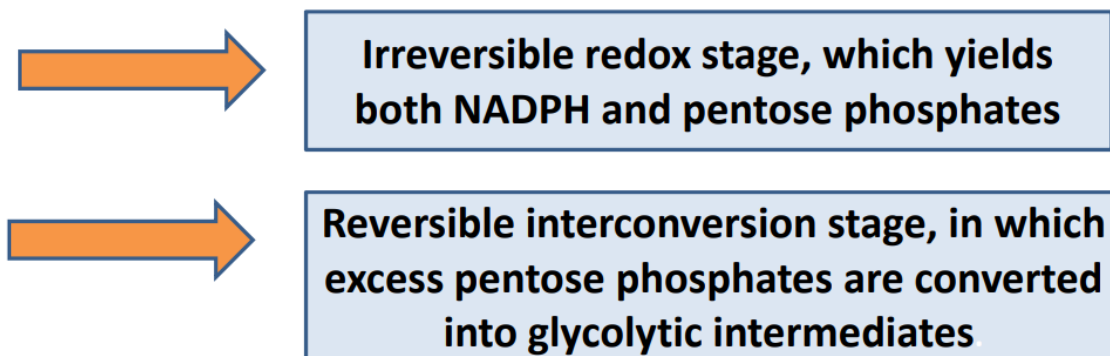 Irreversible redox stage, which yields
both NADPH and pentose phosphates
Reversible interconversion stage, in which
excess pentose phosphates are converted
into glycolytic intermediates.